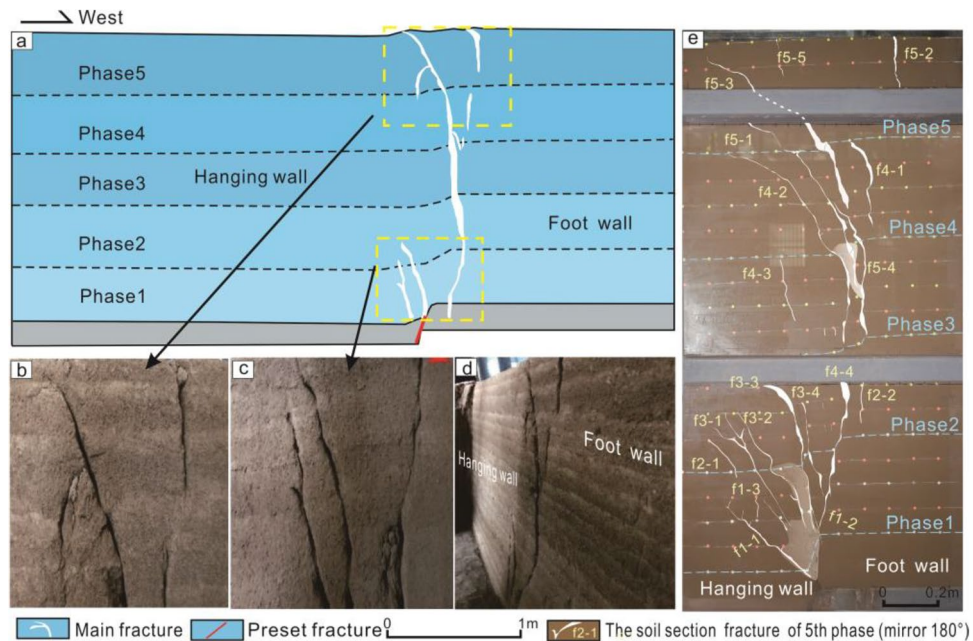 West
a
Phase5
Phase4
Phase3
Hanging wall
Phase2
Foot wall
Phase1
b
c
d
Hanging wall
Foot wall
e
f5-5
f5-2
f5-3
Phase5
f5-1
f4-1
f4-2
Phase4
f4-3
f5-4
Phase3
f4-4
f3-3
f3-4
f2-2
f3-1
f3-2
Phase2
f2-1
f1-3
f1-2
Phase1
f1-1
Foot wall
Hanging wall
0 0.2m
Main fracture
Preset fracture
0 1m
f2-1
The soil section fracture of 5th phase (mirror 180°)